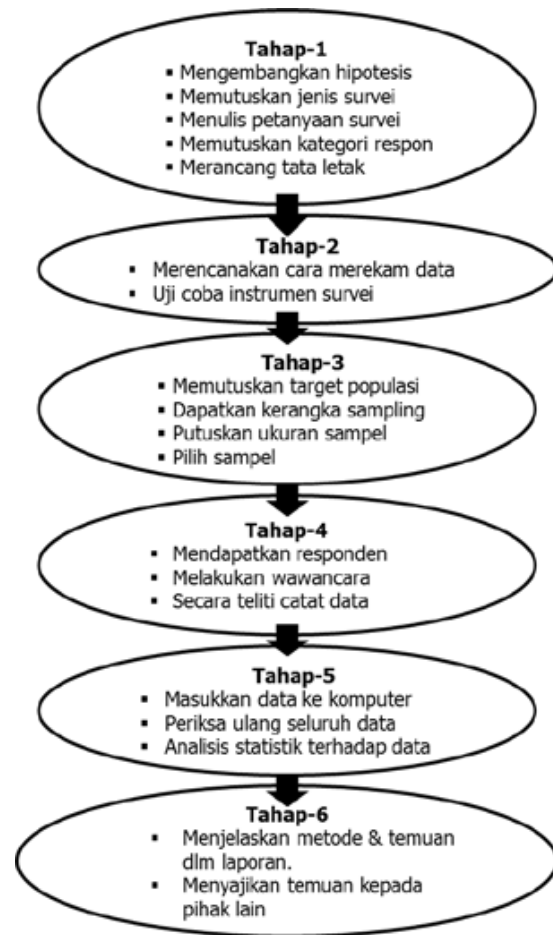 Tahap-1
▪ Mengembangkan hipotesis
▪ Memutuskan jenis survei
▪ Menulis petanyaan survei
▪ Memutuskan kategori respon
▪ Merancang tata letak
Tahap-2
▪ Merencanakan cara merekam data
▪ Uji coba instrumen survei
Tahap-3
▪ Memutuskan target populasi
▪ Dapatkan kerangka sampling
▪ Putuskan ukuran sampel
▪ Pilih sampel
Tahap-4
▪ Mendapatkan responden
▪ Melakukan wawancara
▪ Secara teliti catat data
Tahap-5
▪ Masukkan data ke komputer
▪ Periksa ulang seluruh data
▪ Analisis statistik terhadap data
Tahap-6
▪ Menjelaskan metode & temuan
dlm laporan.
▪ Menyajikan temuan kepada
pihak lain